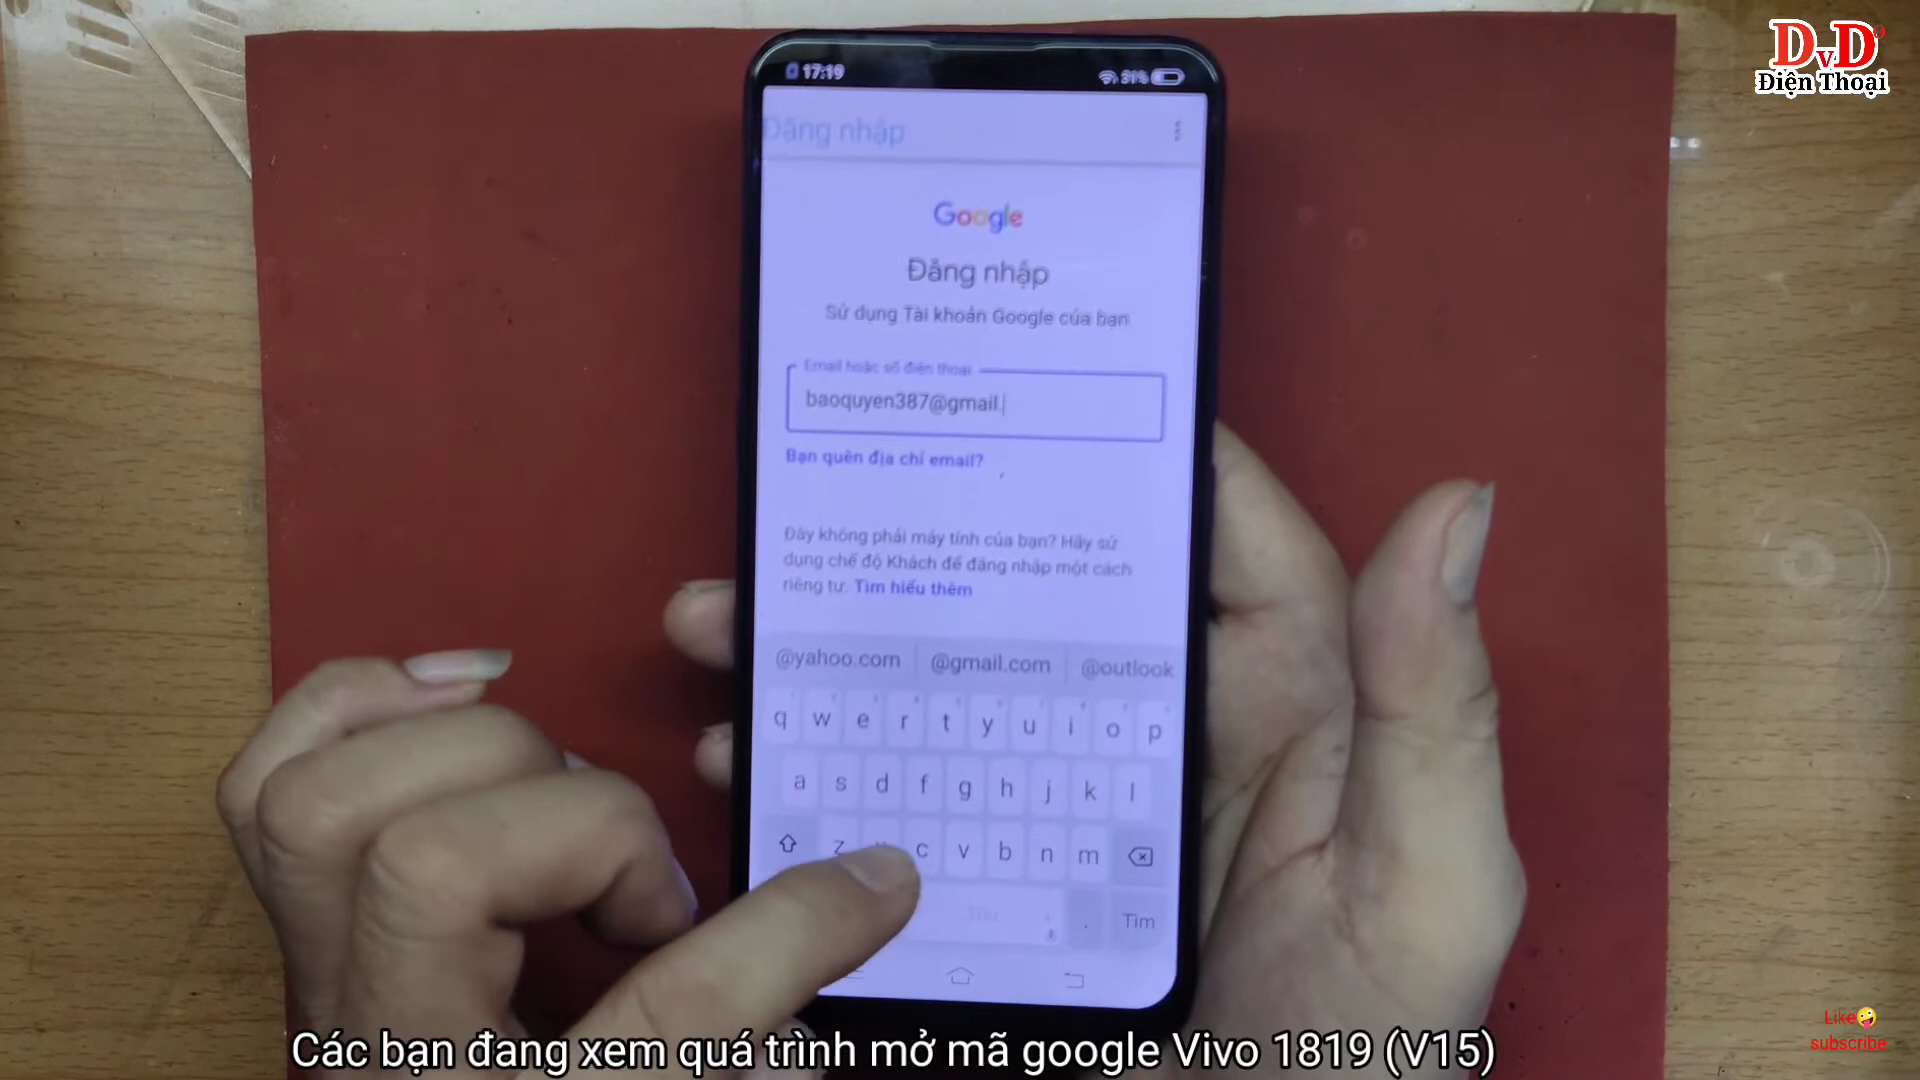 DvD
Điện Thoại
17:19
31%
Đăng nhập
Google
Đăng nhập
Sử dụng Tài khoản Google của bạn
Email hoặc số điện thoại
baoquyen387@gmail.
Bạn quên địa chỉ email?
Đây không phải máy tính của bạn? Hãy sử
dụng chế độ Khách để đăng nhập một cách
riêng tư. Tìm hiểu thêm
@yahoo.com @gmail.com @outlook
q w e r t y u i o p
a s d f g h j k l
z c v b n m
. Tìm
Like
subscribe
Các bạn đang xem quá trình mở mã google Vivo 1819 (V15)